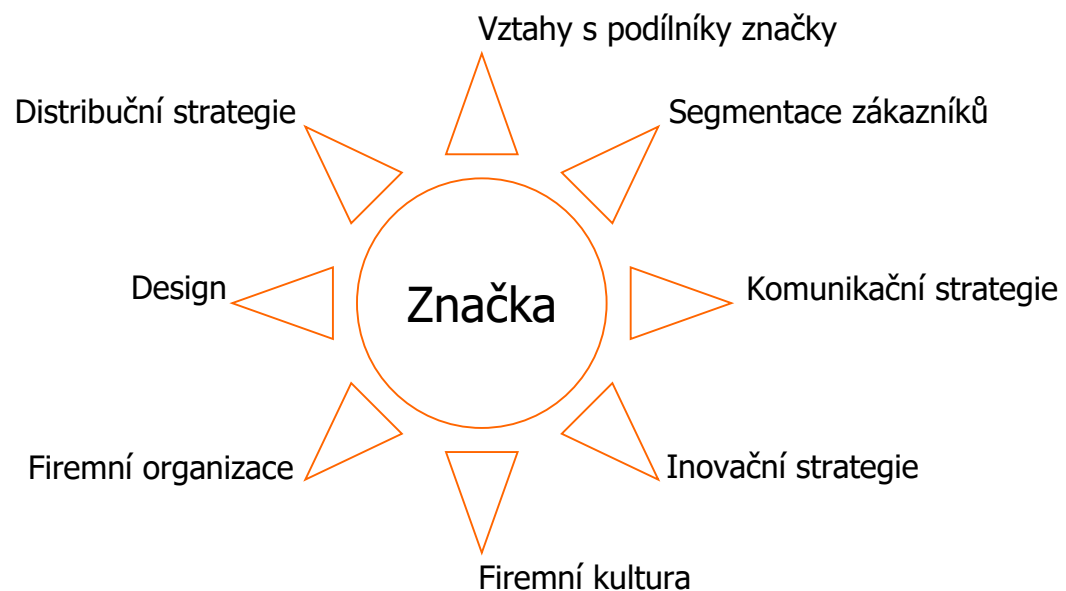 Vztahy s podílníky značky
Distribuční strategie
Segmentace zákazníků
Design
Značka
Komunikační strategie
Firemní organizace
Inovační strategie
Firemní kultura